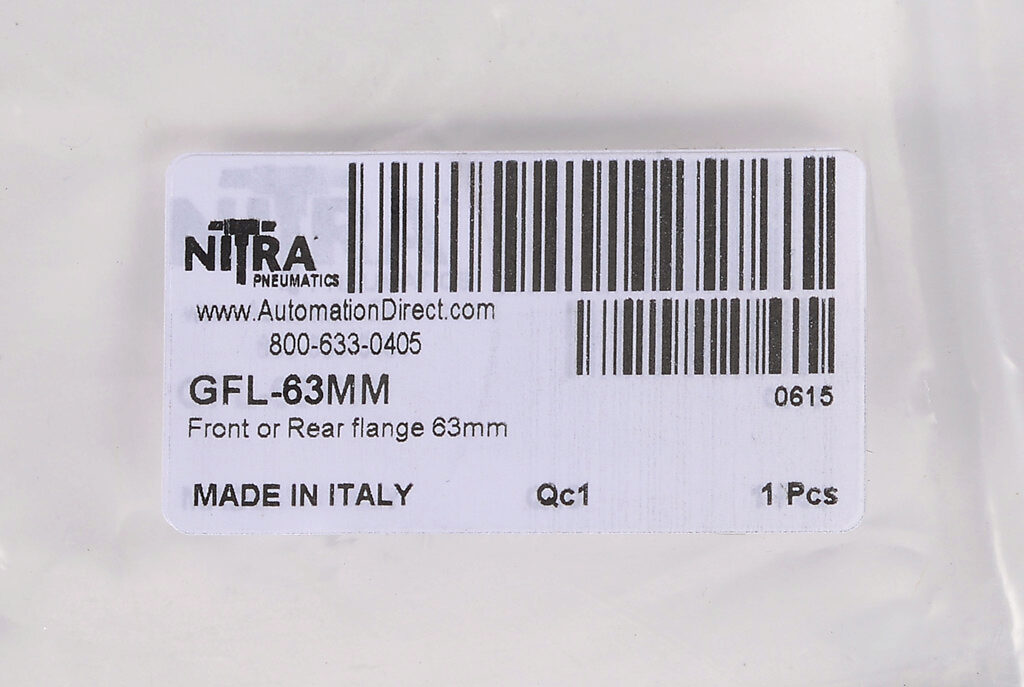 NITRA
PNEUMATICS
www.AutomationDirect.com
800-633-0405
GFL-63MM
0615
Front or Rear flange 63mm
MADE IN ITALY Qc1 1 Pcs